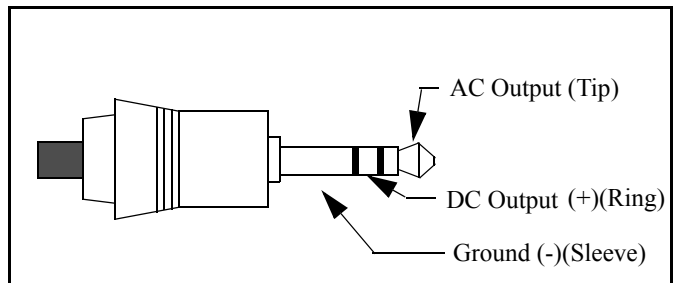 AC Output (Tip)
DC Output (+)(Ring)
Ground (-)(Sleeve)